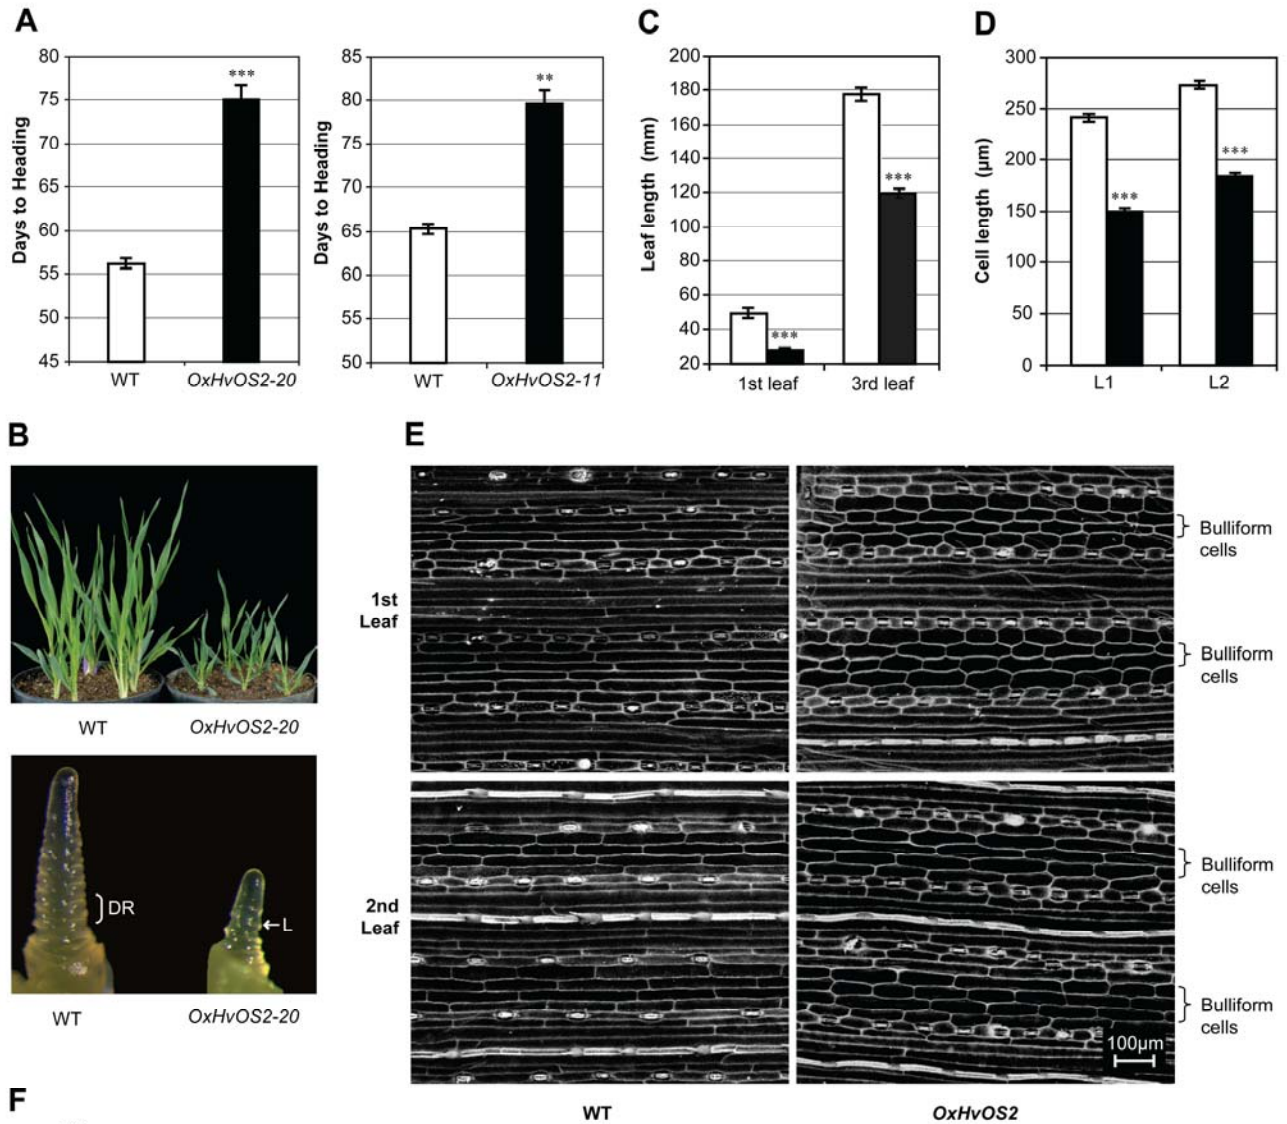 A
Days to Heading
80
75
70
65
60
55
50
45
***
WT
OxHvOS2-20
Days to Heading
85
80
75
70
65
60
55
50
**
WT
OxHvOS2-11
C
Leaf length (mm)
200
180
160
140
120
100
80
60
40
20
***
***
1st leaf
3rd leaf
D
Cell length (µm)
300
250
200
150
100
50
0
***
***
L1
L2
B
WT
OxHvOS2-20
DR
L
WT
OxHvOS2-20
E
1st
Leaf
2nd
Leaf
Bulliform
cells
Bulliform
cells
Bulliform
cells
Bulliform
cells
100µm
WT
OxHvOS2
F